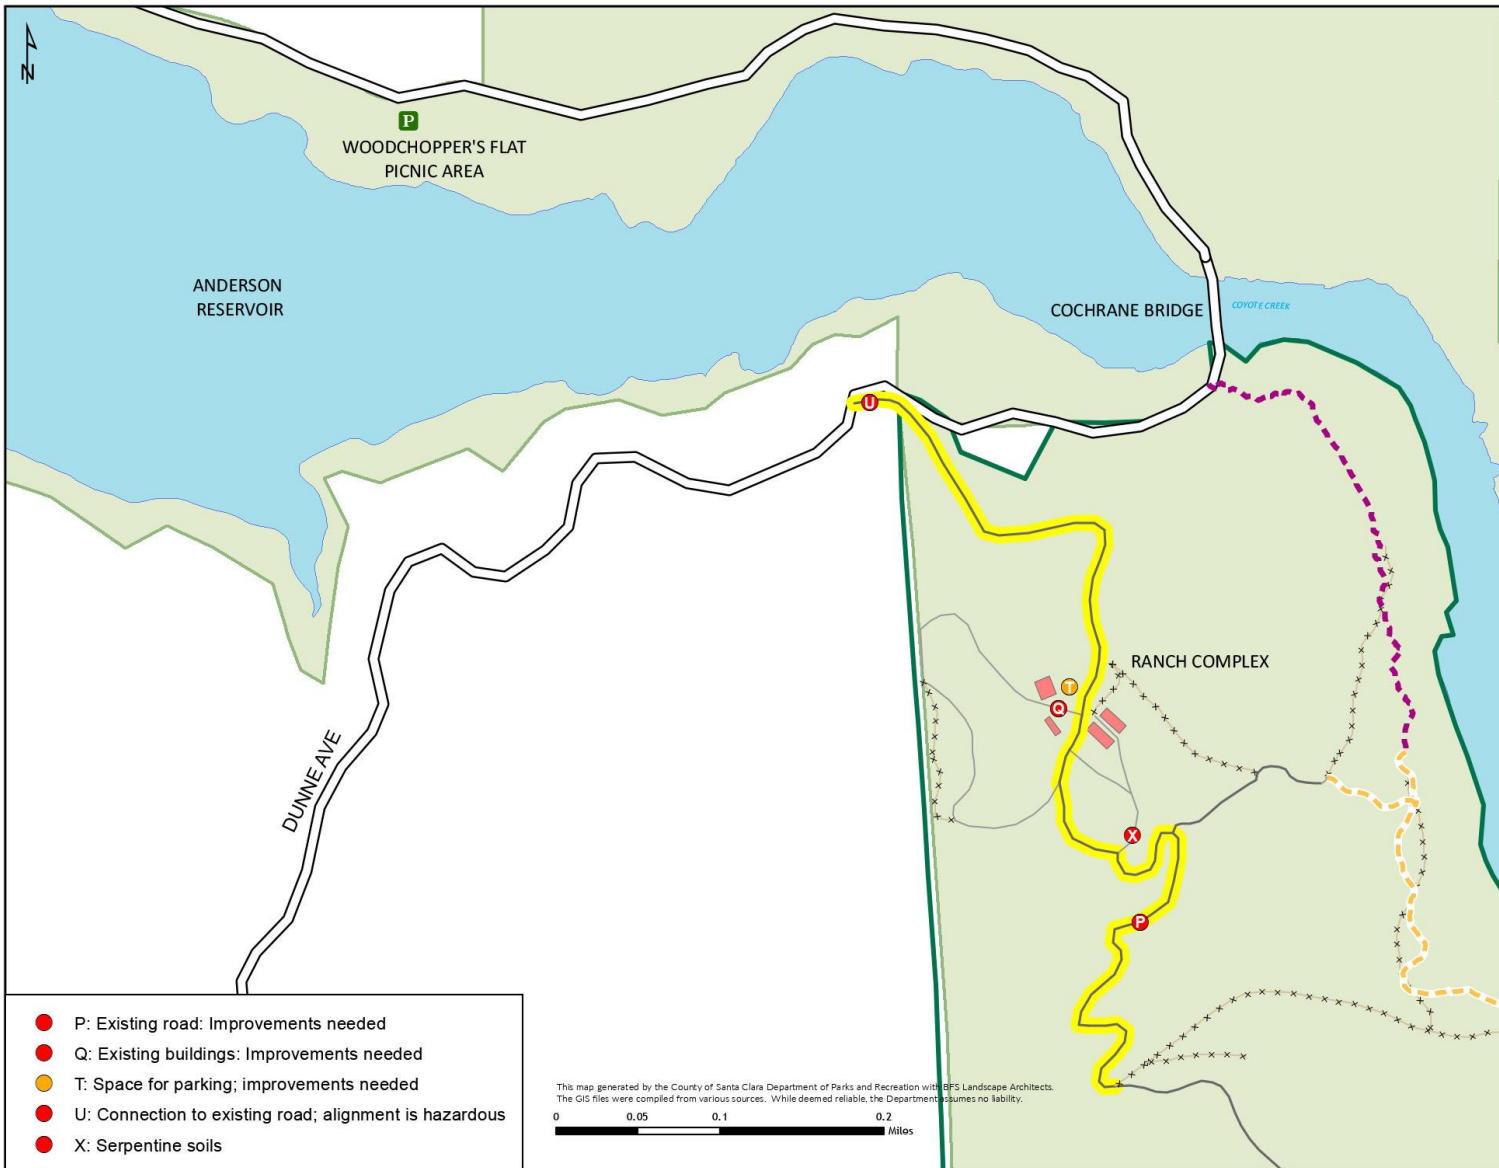 N
P
WOODCHOPPER'S FLAT
PICNIC AREA
ANDERSON
RESERVOIR
COCHRANE BRIDGE
COYOTE CREEK
U
RANCH COMPLEX
T
Q
DUNNE AVE
X
P
P: Existing road: Improvements needed
Q: Existing buildings: Improvements needed
T: Space for parking; improvements needed
U: Connection to existing road; alignment is hazardous
X: Serpentine soils
This map generated by the County of Santa Clara Department of Parks and Recreation with BFS Landscape Architects.
The GIS files were compiled from various sources. While deemed reliable, the Department assumes no liability.
0 0.05 0.1 0.2
Miles